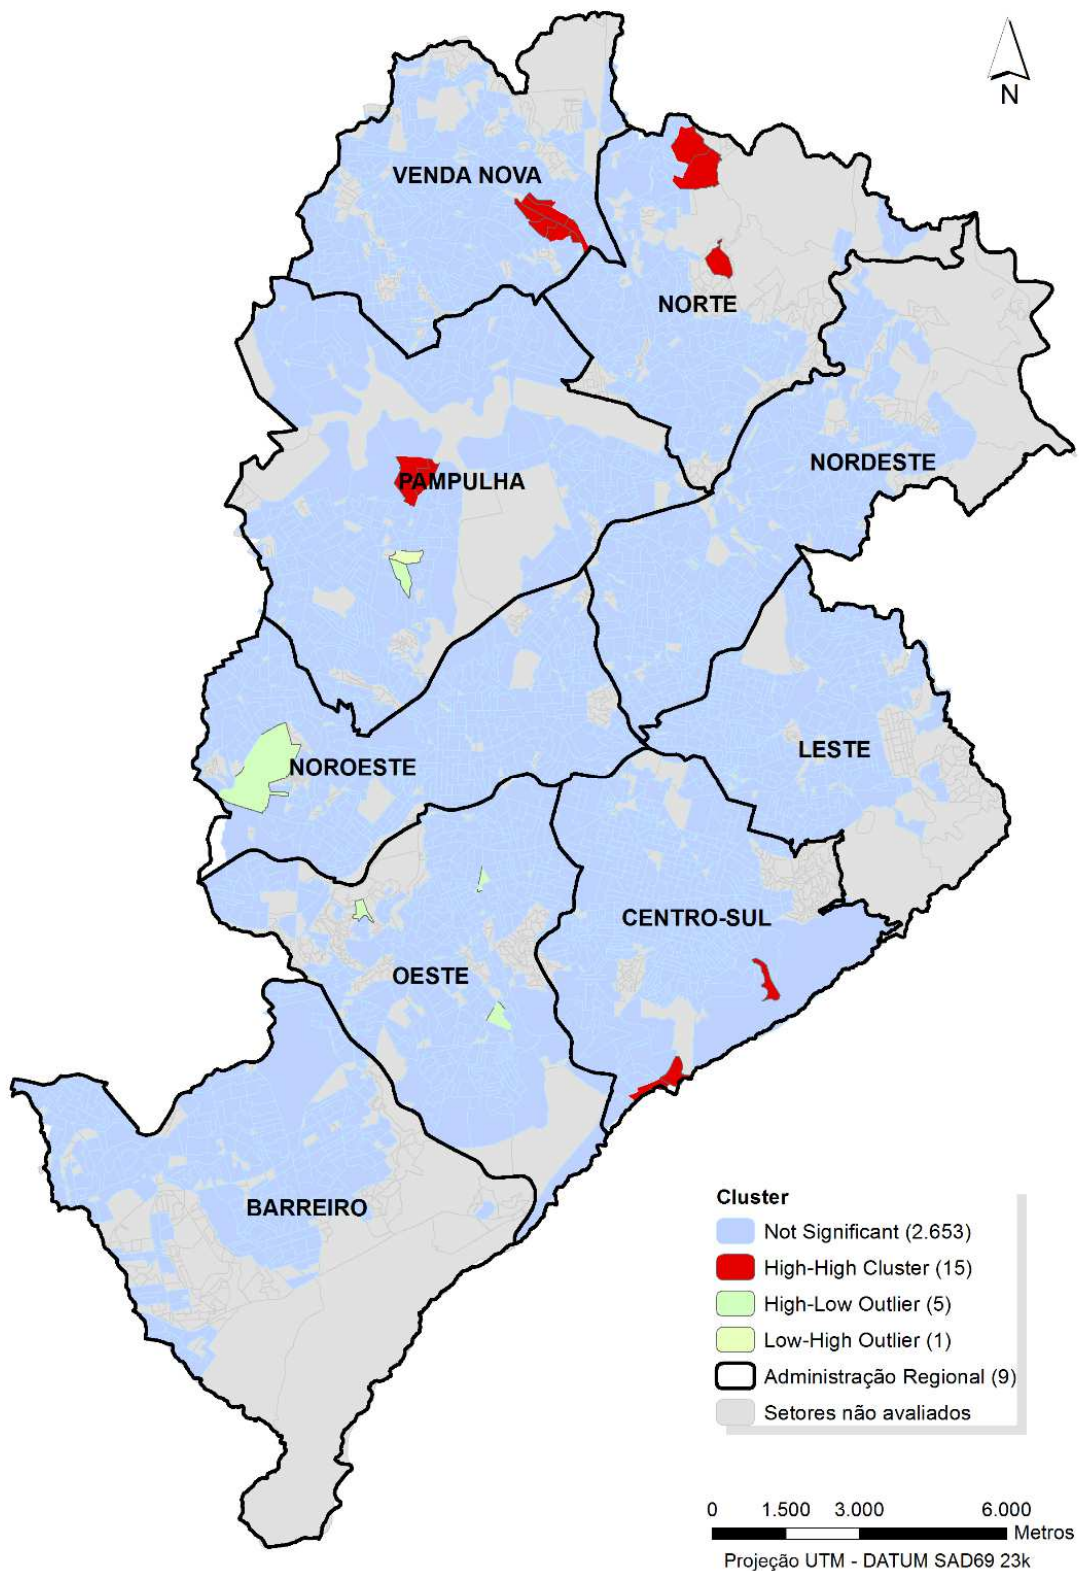 N
VENDA NOVA
NORTE
NORDESTE
PAMPULHA
LESTE
NOROESTE
CENTRO-SUL
OESTE
BARREIRO
Cluster
Not Significant (2.653)
High-High Cluster (15)
High-Low Outlier (5)
Low-High Outlier (1)
Administração Regional (9)
Setores não avaliados
0 1.500 3.000 6.000
Metros
Projeção UTM - DATUM SAD69 23k